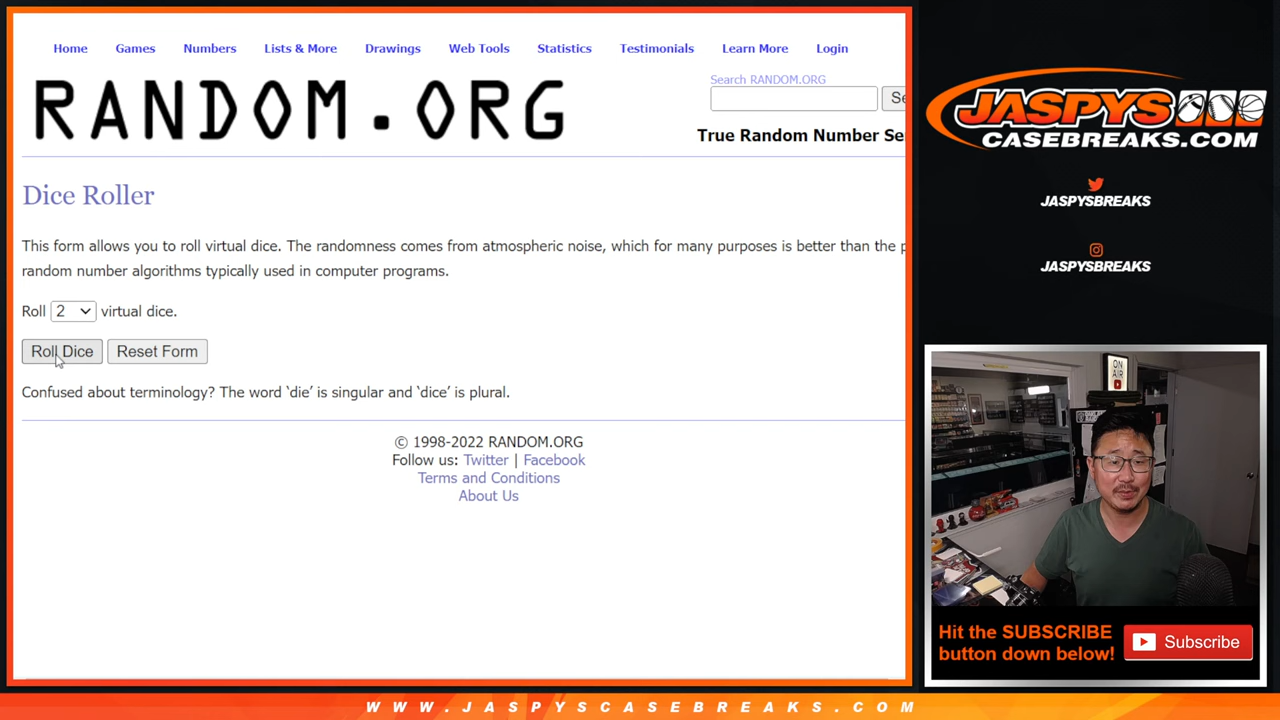 Home Games Numbers Lists & More Drawings Web Tools Statistics Testimonials Learn More Login
RANDOM.ORG
Search RANDOM.ORG
Se
True Random Number Se
Dice Roller
This form allows you to roll virtual dice. The randomness comes from atmospheric noise, which for many purposes is better than the p
random number algorithms typically used in computer programs.
Roll 2 virtual dice.
Roll Dice Reset Form
Confused about terminology? The word ‘die’ is singular and ‘dice’ is plural.
© 1998-2022 RANDOM.ORG
Follow us: Twitter | Facebook
Terms and Conditions
About Us
JASPYS
CASEBREAKS.COM
JASPYSBREAKS
JASPYSBREAKS
ON
AIR
Hit the SUBSCRIBE
button down below!
Subscribe
WWW.JASPYSCASEBREAKS.COM